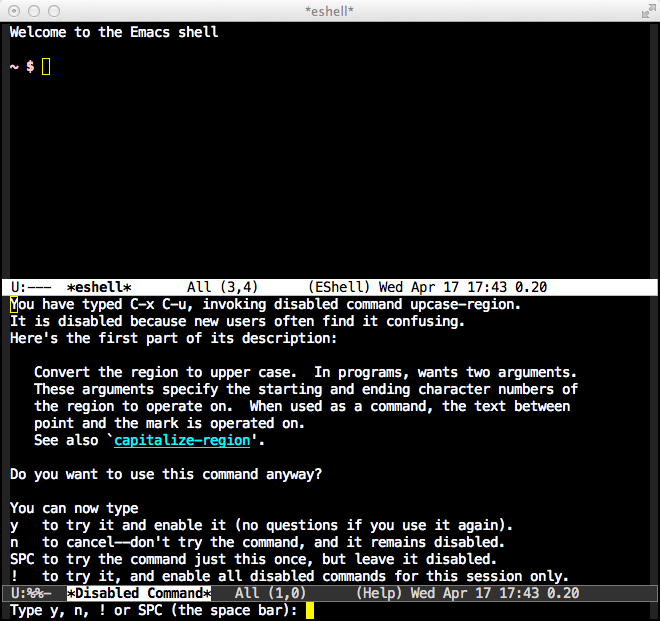 *eshell*
Welcome to the Emacs shell
~ $
U:---  *eshell*       All (3,4)      (EShell) Wed Apr 17 17:43 0.20
You have typed C-x C-u, invoking disabled command upcase-region.
It is disabled because new users often find it confusing.
Here's the first part of its description:
   Convert the region to upper case.  In programs, wants two arguments.
   These arguments specify the starting and ending character numbers of
   the region to operate on.  When used as a command, the text between
   point and the mark is operated on.
   See also `capitalize-region'.
Do you want to use this command anyway?
You can now type
y   to try it and enable it (no questions if you use it again).
n   to cancel--don't try the command, and it remains disabled.
SPC to try the command just this once, but leave it disabled.
!   to try it, and enable all disabled commands for this session only.
U:%%-  *Disabled Command*   All (1,0)      (Help) Wed Apr 17 17:43 0.20
Type y, n, ! or SPC (the space bar):